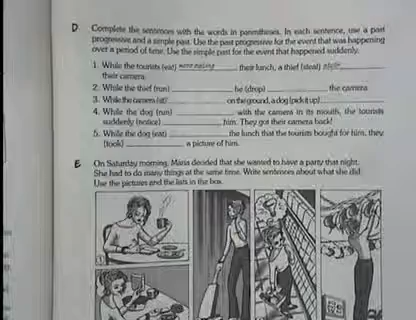 D. Complete the sentences with the words in parentheses. In each sentence, use a past
progressive and a simple past. Use the past progressive for the event that was happening
over a period of time. Use the simple past for the event that happened suddenly.
1. While the tourists (eat) were eating their lunch, a thief (steal) stole
their camera.
2. While the thief (run) he (drop) the camera
3. While the camera (sit) on the ground, a dog (pick it up)
4. While the dog (run) with the camera in its mouth, the tourists
suddenly (notice) him. They got their camera back!
5. While the dog (eat) the lunch that the tourists bought for him, they
(took) a picture of him.
E On Saturday morning, Maria decided that she wanted to have a party that night.
She had to do many things at the same time. Write sentences about what she did.
Use the pictures and the lists in the box.